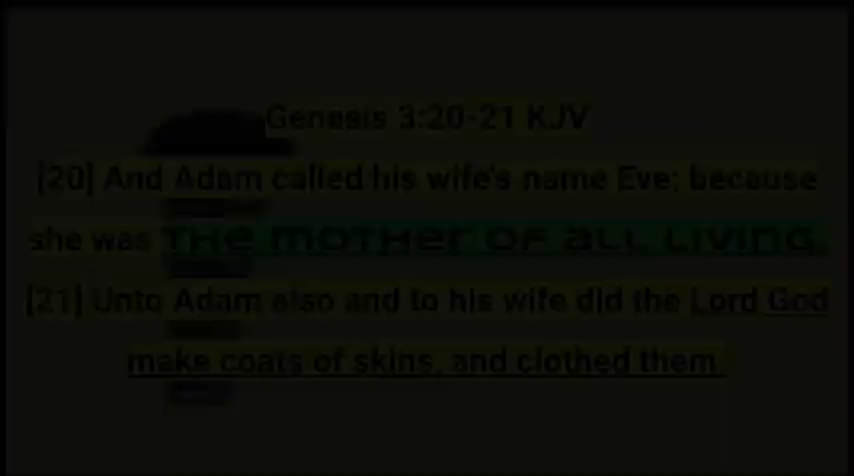 Genesis 3:20-21 KJV
[20] And Adam called his wife's name Eve; because
she was THe moTHer OF aLL LIVING.
[21] Unto Adam also and to his wife did the Lord God
make coats of skins, and clothed them.